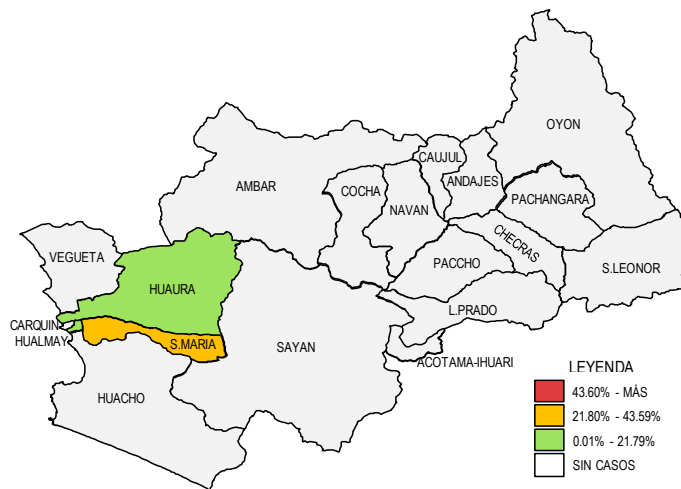 OYON
CAUJUL
ANDAJES
AMBAR
COCHA
NAVAN
PACHANGARA
CHECRAS
VEGUETA
HUAURA
PACCHO
S.LEONOR
L.PRADO
CARQUIN
HUALMAY
S.MARIA
SAYAN
ACOTAMA-IHUARI
HUACHO
LEYENDA
43.60% - MÁS
21.80% - 43.59%
0.01% - 21.79%
SIN CASOS